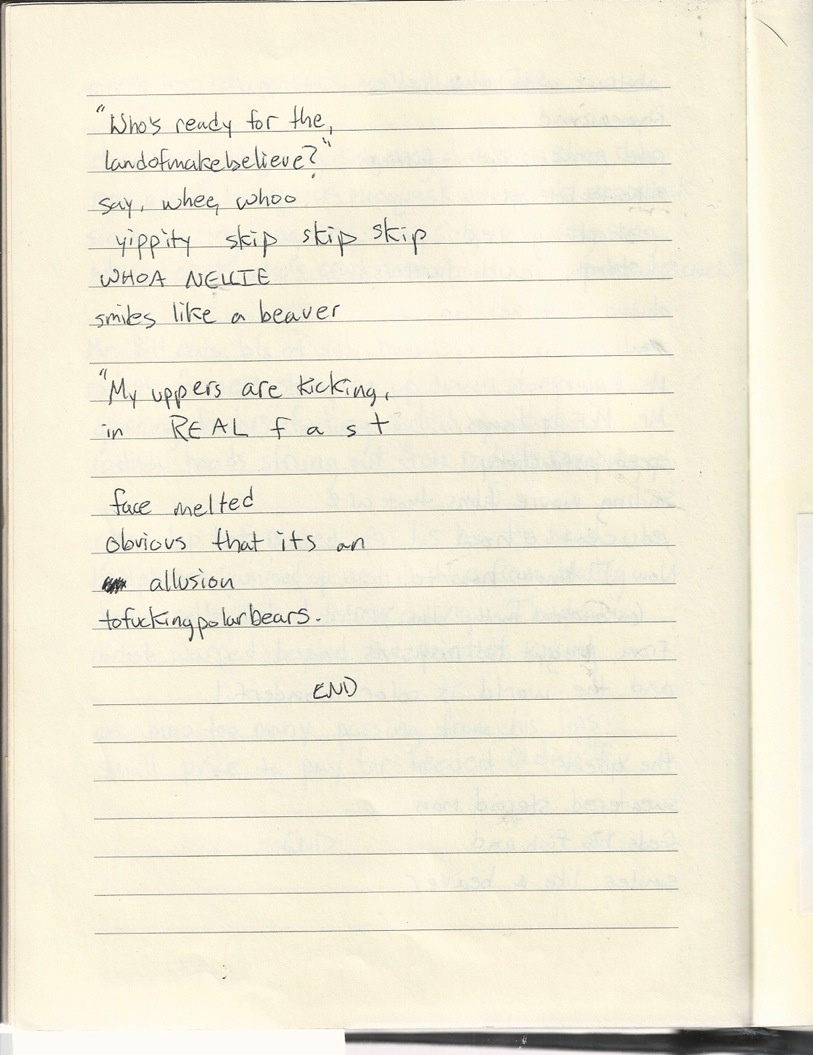 "Who's ready for the,
landofmakebelieve?"
say, whee, whoo
yippity skip skip skip
WHOA NELLIE
smiles like a beaver
"My uppers are kicking,
in REAL f a s t
face melted
obvious that its an
allusion
tofuckingpolarbears.
END